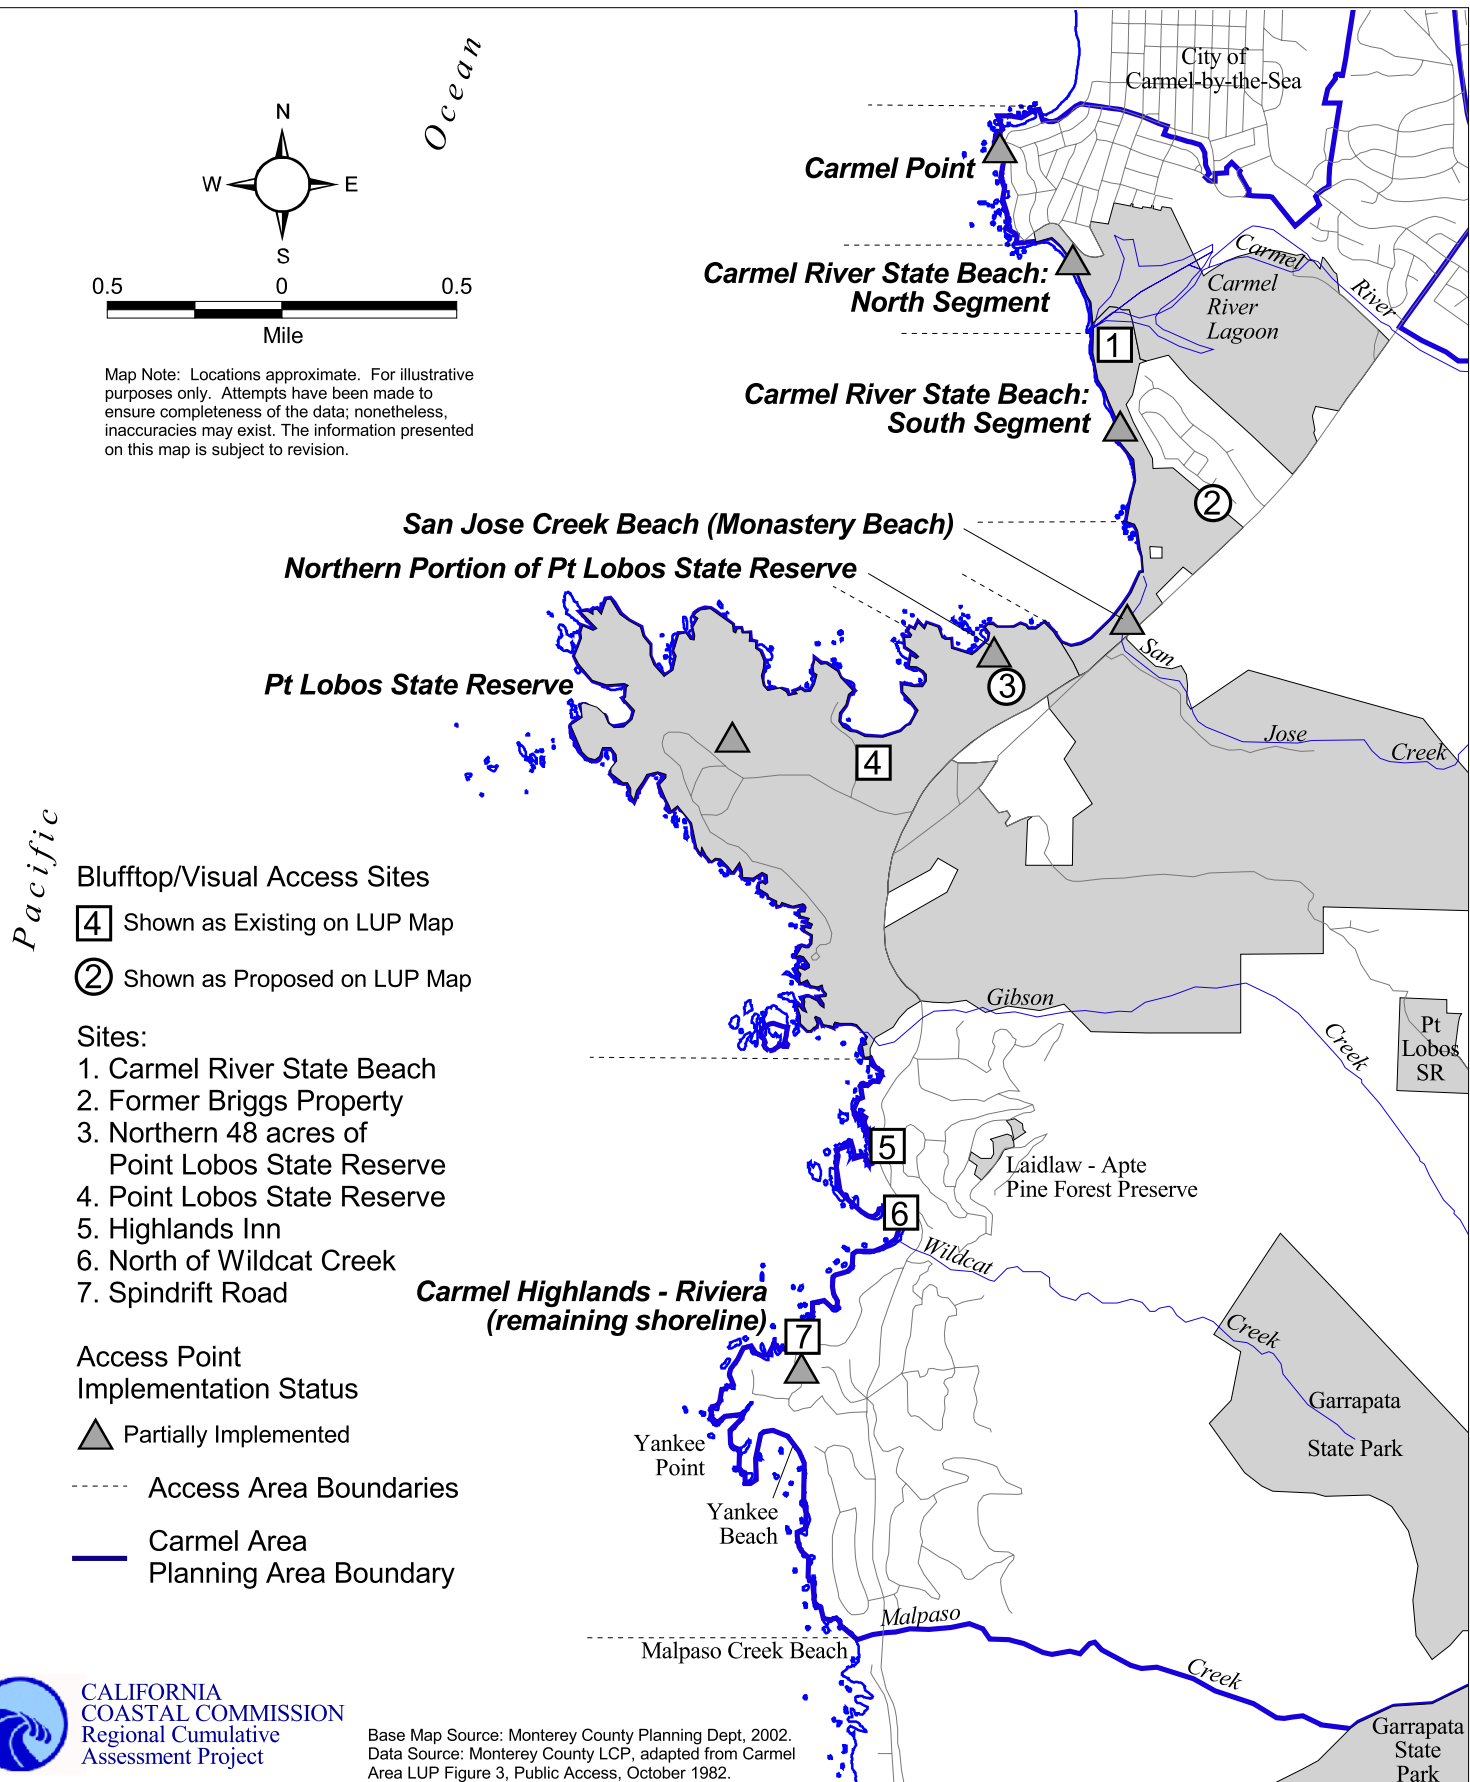 Ocean
City of
Carmel-by-the-Sea
N
W
E
S
Carmel Point
0.5
0
0.5
Mile
Carmel River State Beach:
North Segment
Carmel
River
Carmel
River
Lagoon
1
Map Note: Locations approximate. For illustrative
purposes only. Attempts have been made to
ensure completeness of the data; nonetheless,
inaccuracies may exist. The information presented
on this map is subject to revision.
Carmel River State Beach:
South Segment
2
San Jose Creek Beach (Monastery Beach)
Northern Portion of Pt Lobos State Reserve
San
Jose
Creek
3
Pt Lobos State Reserve
4
Pacific
Blufftop/Visual Access Sites
4 Shown as Existing on LUP Map
2 Shown as Proposed on LUP Map
Gibson
Creek
Pt
Lobos
SR
Sites:
1. Carmel River State Beach
2. Former Briggs Property
3. Northern 48 acres of
Point Lobos State Reserve
4. Point Lobos State Reserve
5. Highlands Inn
6. North of Wildcat Creek
7. Spindrift Road
5
Laidlaw - Apte
Pine Forest Preserve
6
Wildcat
Creek
Carmel Highlands - Riviera
(remaining shoreline)
7
Garrapata
State Park
Access Point
Implementation Status
Partially Implemented
Access Area Boundaries
Carmel Area
Planning Area Boundary
Yankee
Point
Yankee
Beach
Malpaso
Creek
Malpaso Creek Beach
Garrapata
State
Park
CALIFORNIA
COASTAL COMMISSION
Regional Cumulative
Assessment Project
Base Map Source: Monterey County Planning Dept, 2002.
Data Source: Monterey County LCP, adapted from Carmel
Area LUP Figure 3, Public Access, October 1982.